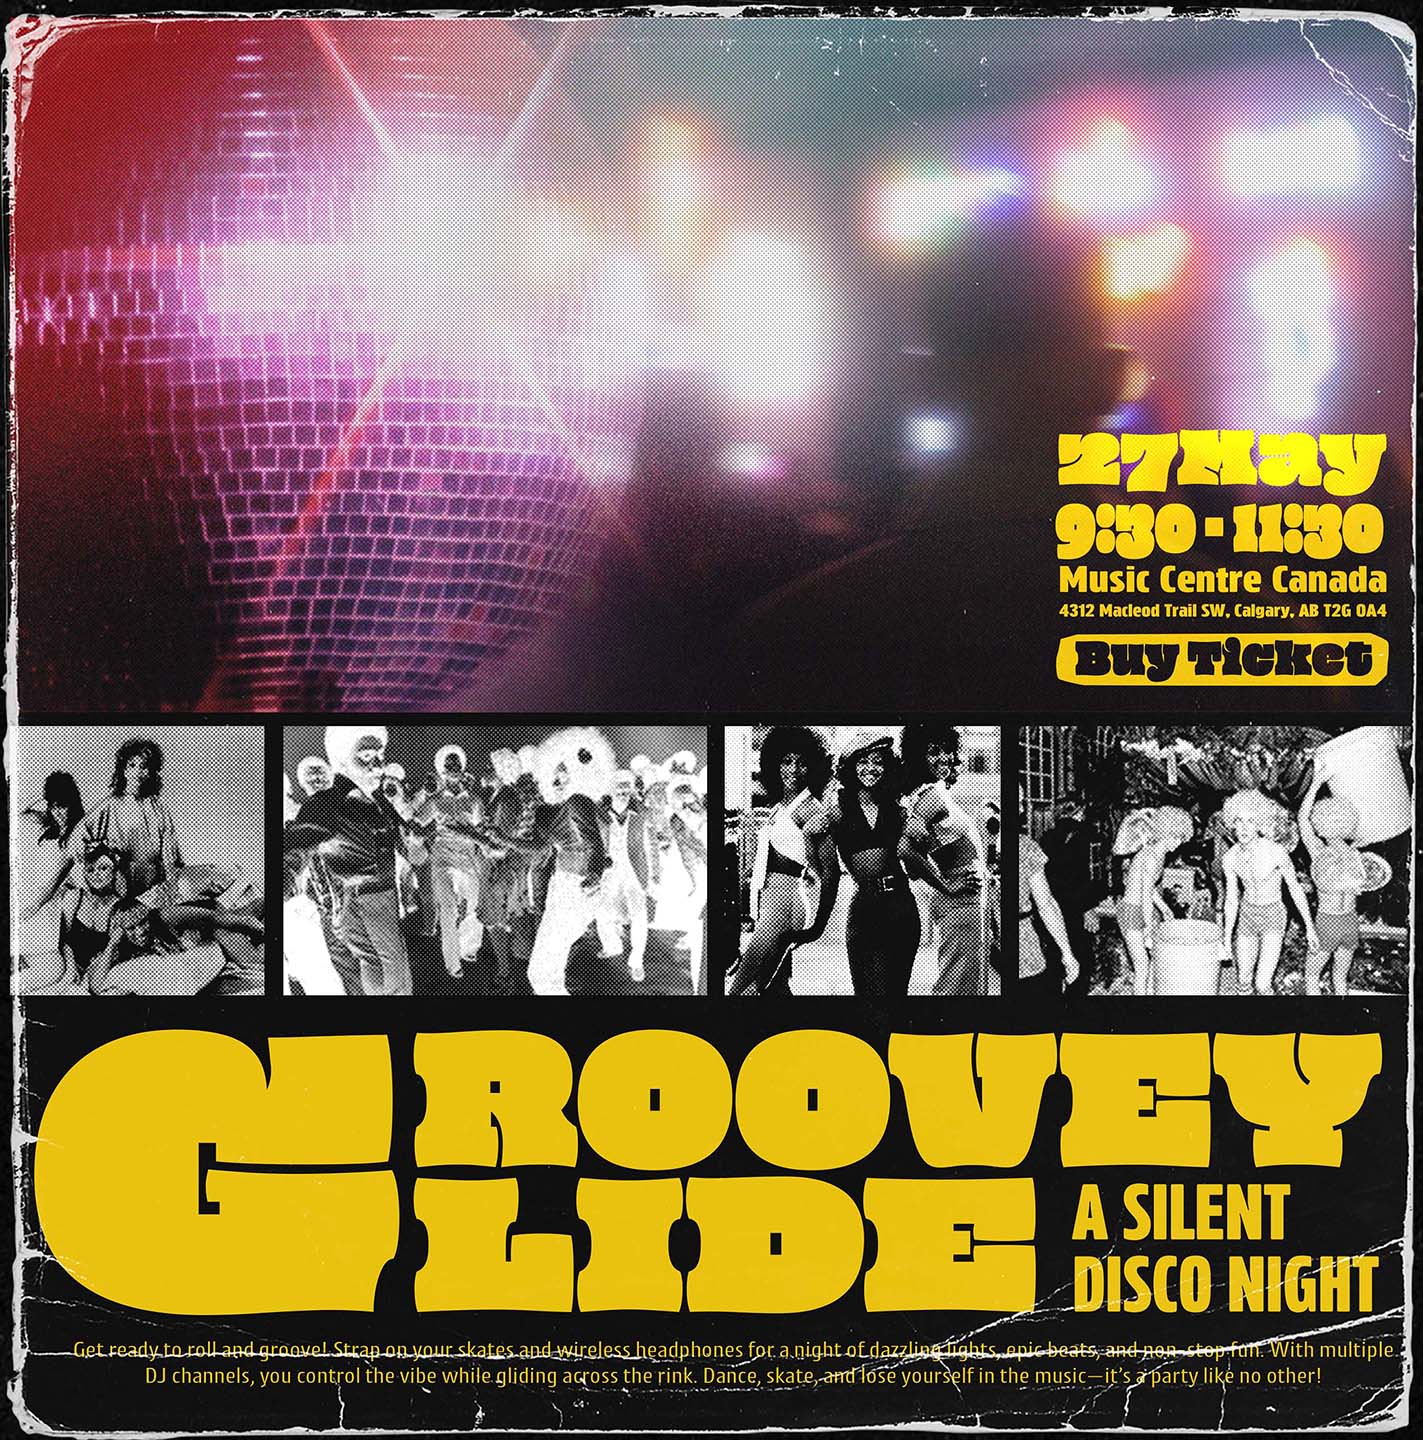 27 May
9:30 - 11:30
Music Centre Canada
4312 Macleod Trail SW, Calgary, AB T2G 0A4
Buy Ticket
GROOVEY
GLIDE
A SILENT
DISCO NIGHT
Get ready to roll and groove! Strap on your skates and wireless headphones for a night of dazzling lights, epic beats, and non-stop fun. With multiple
DJ channels, you control the vibe while gliding across the rink. Dance, skate, and lose yourself in the music—it's a party like no other!